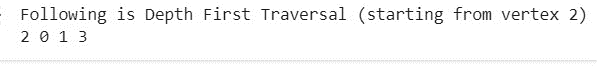 Following is Depth First Traversal (starting from vertex 2)
2 0 1 3